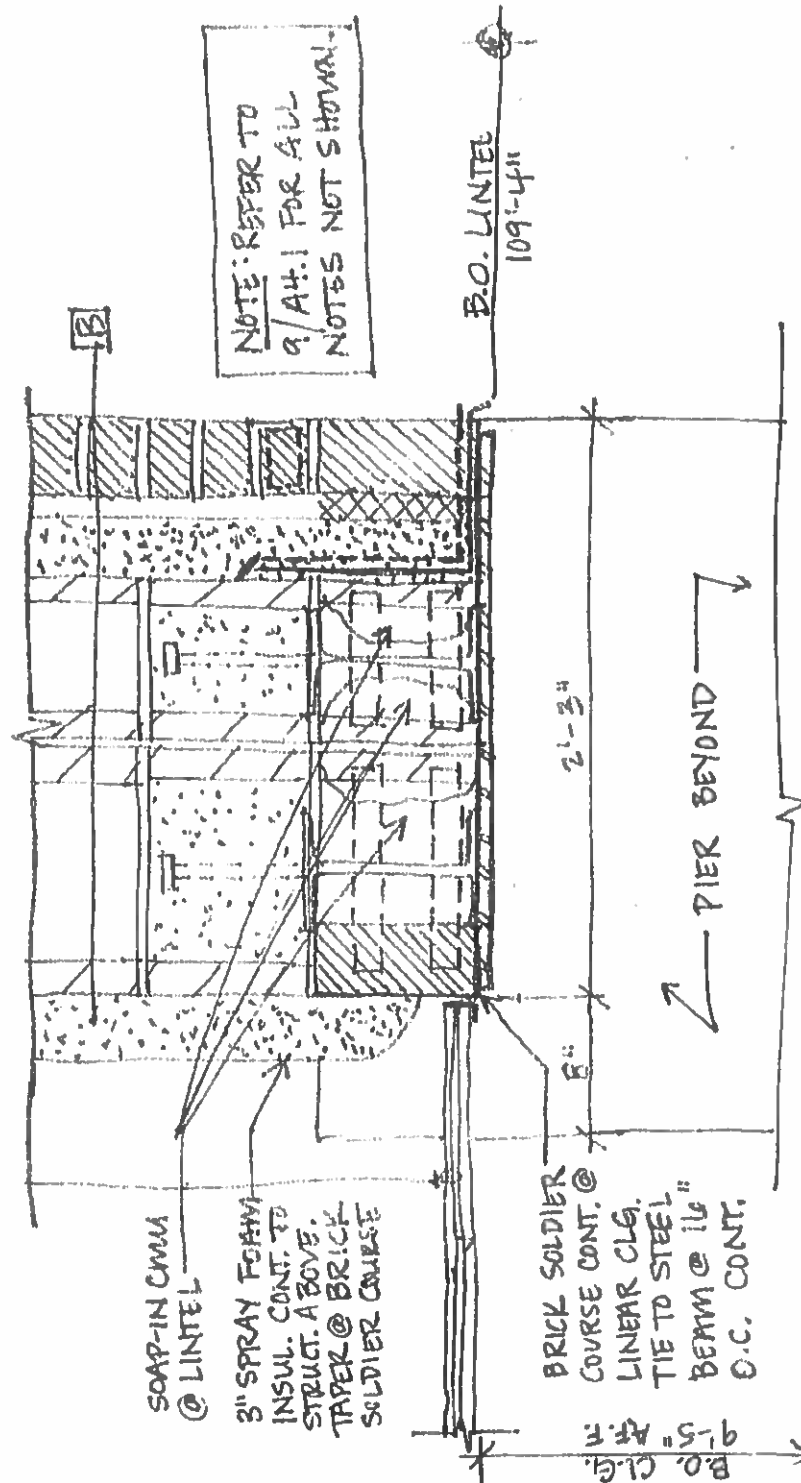 NOTE: REFER TO
9/A4.1 FOR ALL
NOTES NOT SHOWN.
B
B.O. LINTEL
109'-4"
SOAP-IN CMU
@ LINTEL
3" SPRAY FOAM
INSUL. CONT. TO
STRUCT. ABOVE.
TAPER @ BRICK
SOLDIER COURSE
2'-3"
8"
PIER BEYOND
BRICK SOLDIER
COURSE CONT. @
LINEAR CLG.
TIE TO STEEL
BEAM @ 16"
O.C. CONT.
B.O. CLG.
9'-5" A.F.F.